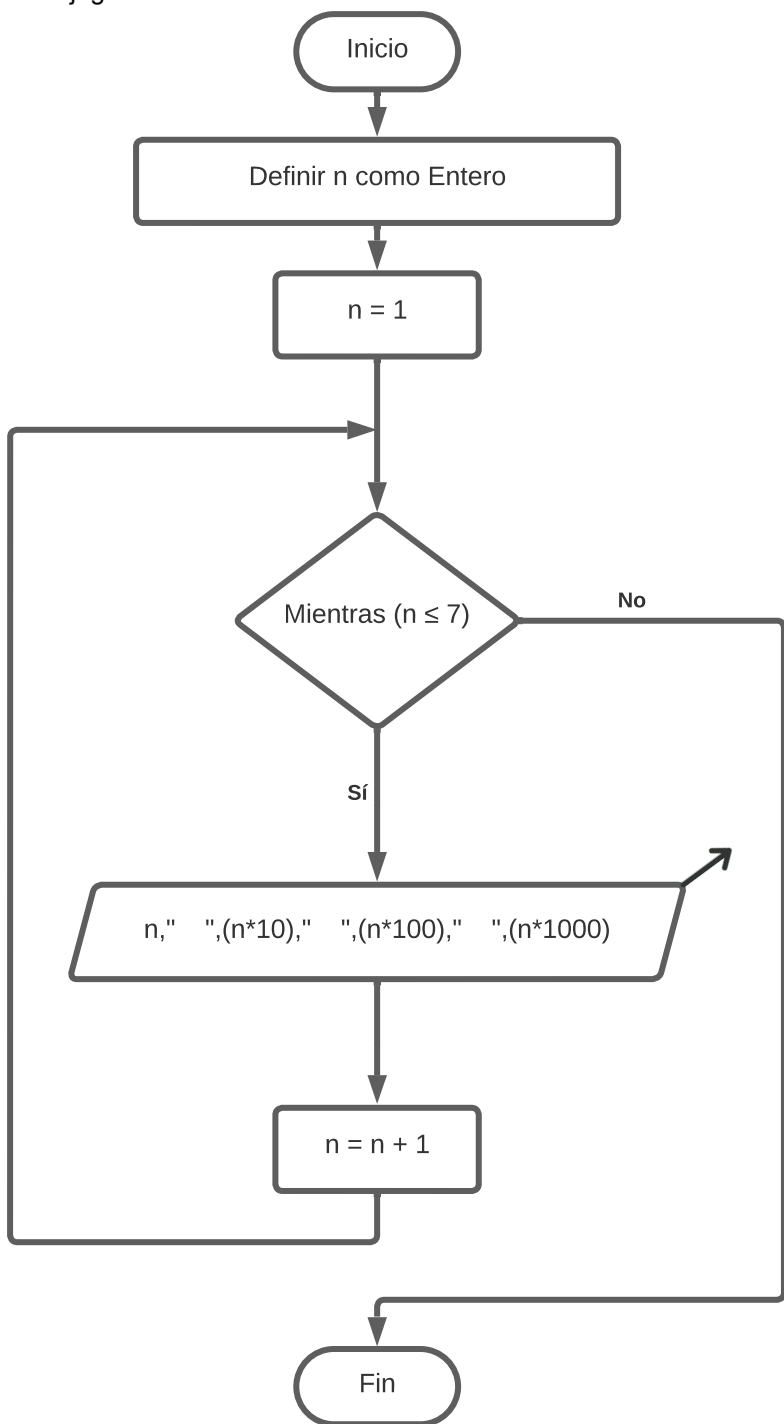 Inicio
Definir n como Entero
n = 1
Mientras (n ≤ 7)
No
Sí
n,"    ",(n*10),"    ",(n*100),"    ",(n*1000)
n = n + 1
Fin